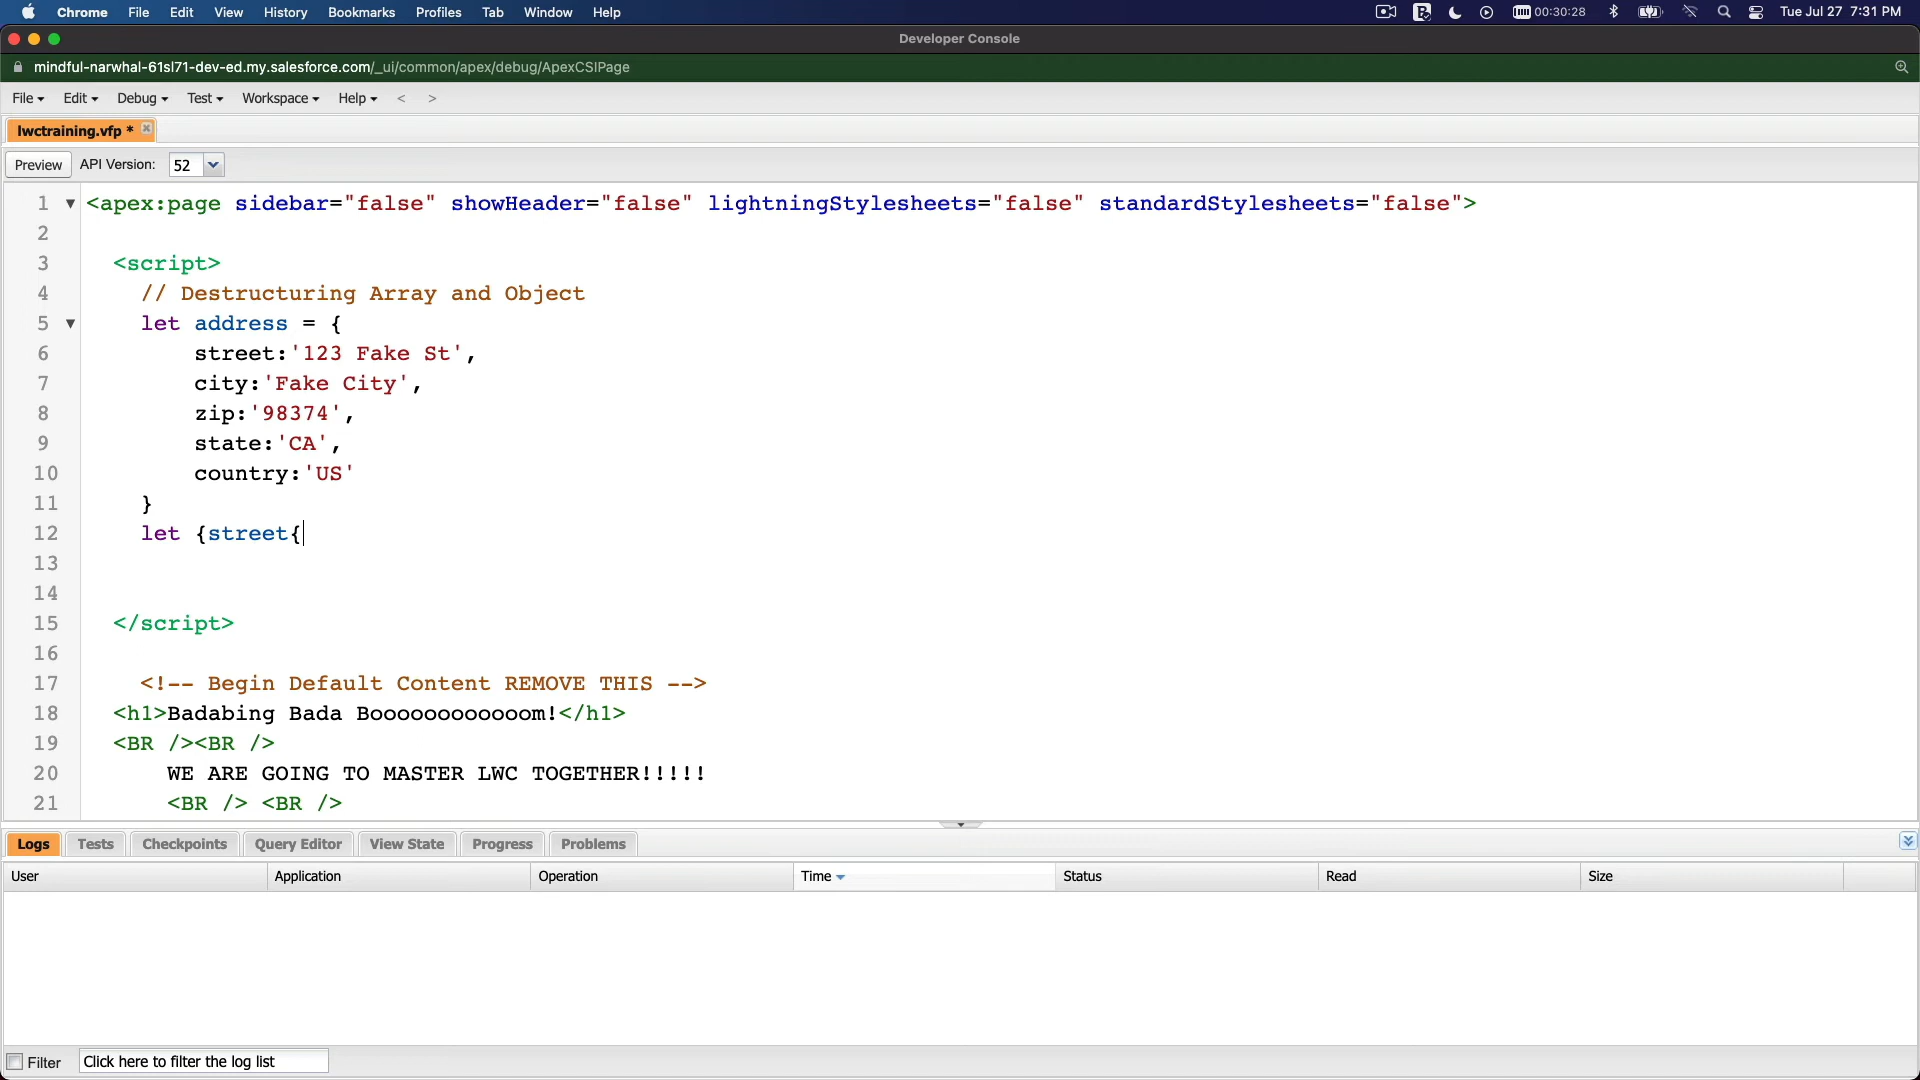 Chrome File Edit View History Bookmarks Profiles Tab Window Help 00:30:28 Tue Jul 27 7:31 PM
Developer Console
mindful-narwhal-61sl71-dev-ed.my.salesforce.com/_ui/common/apex/debug/ApexCSIPage
File Edit Debug Test Workspace Help < >
lwctraining.vfp *
Preview API Version: 52
1 <apex:page sidebar="false" showHeader="false" lightningStylesheets="false" standardStylesheets="false">
2
3 <script>
4 // Destructuring Array and Object
5 let address = {
6 street:'123 Fake St',
7 city:'Fake City',
8 zip:'98374',
9 state:'CA',
10 country:'US'
11 }
12 let {street{
13
14
15 </script>
16
17 <!-- Begin Default Content REMOVE THIS -->
18 <h1>Badabing Bada Boooooooooooom!</h1>
19 <BR /><BR />
20 WE ARE GOING TO MASTER LWC TOGETHER!!!!!
21 <BR /> <BR />
Logs Tests Checkpoints Query Editor View State Progress Problems
User Application Operation Time Status Read Size
Filter Click here to filter the log list